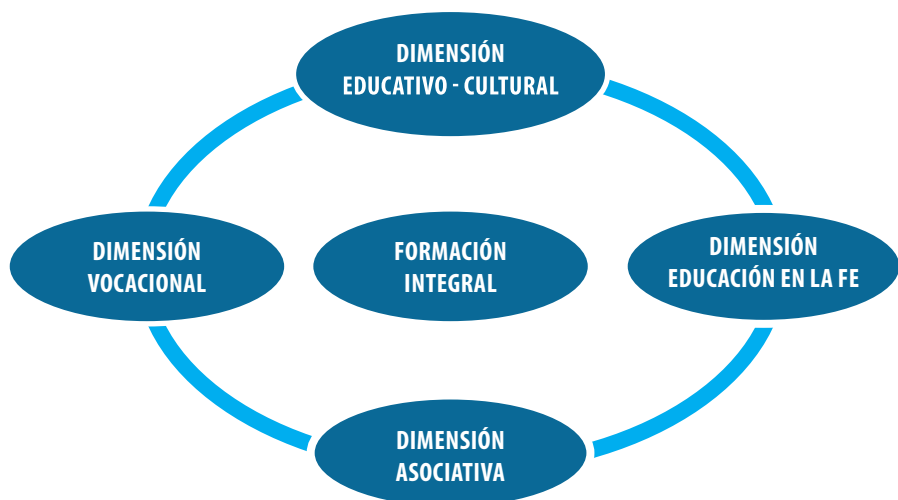 DIMENSIÓN
EDUCATIVO - CULTURAL
DIMENSIÓN
VOCACIONAL
FORMACIÓN
INTEGRAL
DIMENSIÓN
EDUCACIÓN EN LA FE
DIMENSIÓN
ASOCIATIVA